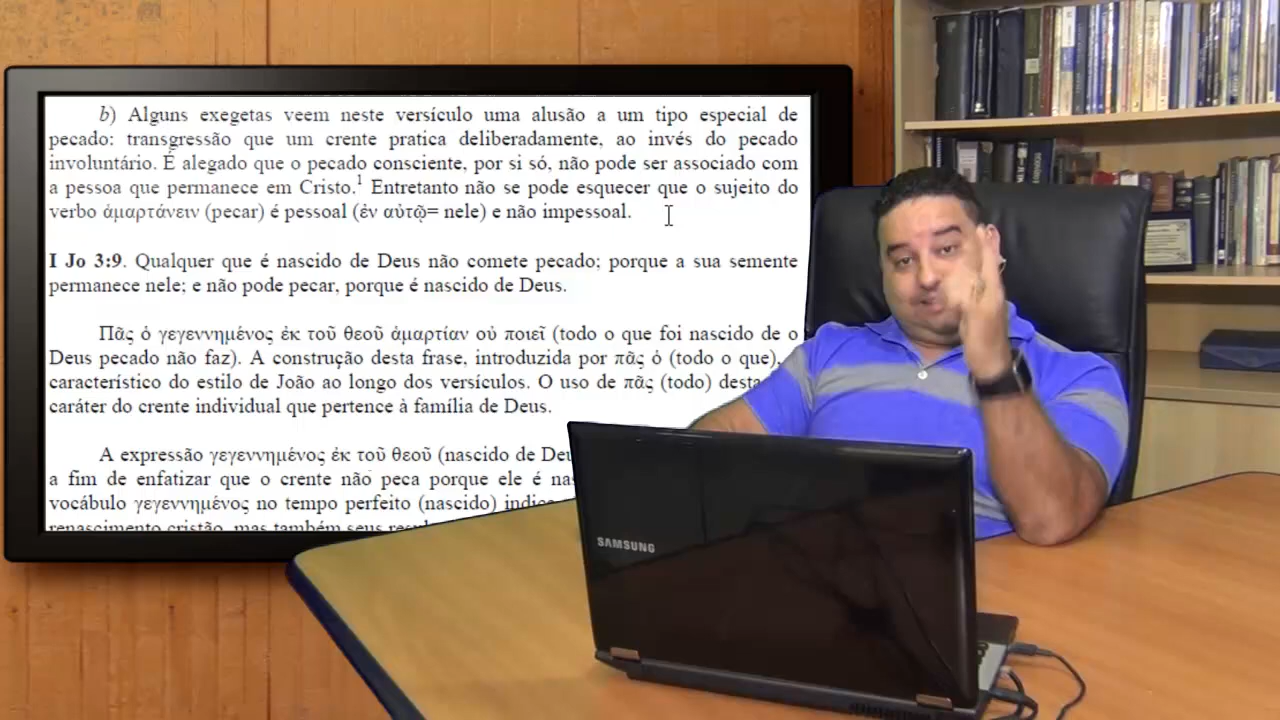 b) Alguns exegetas veem neste versículo uma alusão a um tipo especial de
pecado: transgressão que um crente pratica deliberadamente, ao invés do pecado
involuntário. É alegado que o pecado consciente, por si só, não pode ser associado com
a pessoa que permanece em Cristo.¹ Entretanto não se pode esquecer que o sujeito do
verbo ἁμαρτάνειν (pecar) é pessoal (ἐν αὐτῷ= nele) e não impessoal.
I Jo 3:9. Qualquer que é nascido de Deus não comete pecado; porque a sua semente
permanece nele; e não pode pecar, porque é nascido de Deus.
Πᾶς ὁ γεγεννημένος ἐκ τοῦ θεοῦ ἁμαρτίαν οὐ ποιεῖ (todo o que foi nascido de o
Deus pecado não faz). A construção desta frase, introduzida por πᾶς ὁ (todo o que),
característico do estilo de João ao longo dos versículos. O uso de πᾶς (todo)
caráter do crente individual que pertence à família de Deus.
A expressão γεγεννημένος ἐκ τοῦ θεοῦ (nascido de
a fim de enfatizar que o crente não peca porque ele é
vocábulo γεγεννημένος no tempo perfeito (nascido)
renascimento cristão, mas também seus
SAMSUNG